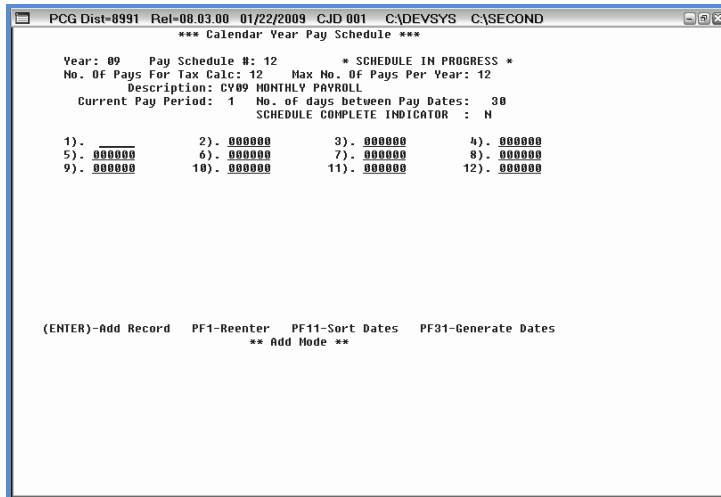 PCG Dist=8991 Rel=08.03.00 01/22/2009 CJD 001 C:\DEVSYS C:\SECOND
*** Calendar Year Pay Schedule ***
Year: 09 Pay Schedule #: 12 * SCHEDULE IN PROGRESS *
No. Of Pays For Tax Calc: 12 Max No. Of Pays Per Year: 12
Description: CY09 MONTHLY PAYROLL
Current Pay Period: 1 No. of days between Pay Dates: 30
SCHEDULE COMPLETE INDICATOR : N
1). ______ 2). 000000 3). 000000 4). 000000
5). 000000 6). 000000 7). 000000 8). 000000
9). 000000 10). 000000 11). 000000 12). 000000
(ENTER)-Add Record PF1-Reenter PF11-Sort Dates PF31-Generate Dates
** Add Mode **